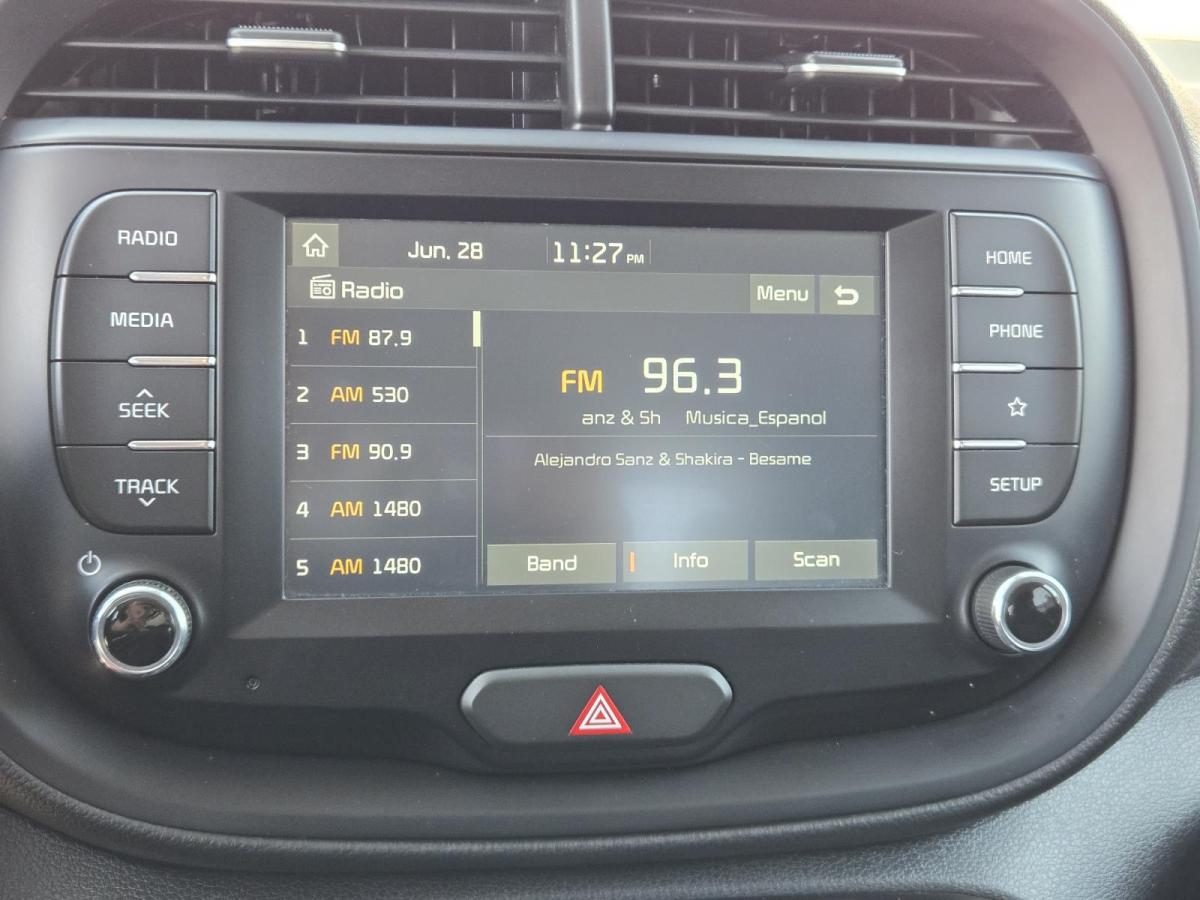 RADIO
MEDIA
SEEK
TRACK
Jun. 28 11:27 PM
Radio Menu
1 FM 87.9
2 AM 530
3 FM 90.9
4 AM 1480
5 AM 1480
FM 96.3
anz & Sh Musica_Espanol
Alejandro Sanz & Shakira - Besame
Band Info Scan
HOME
PHONE
SETUP